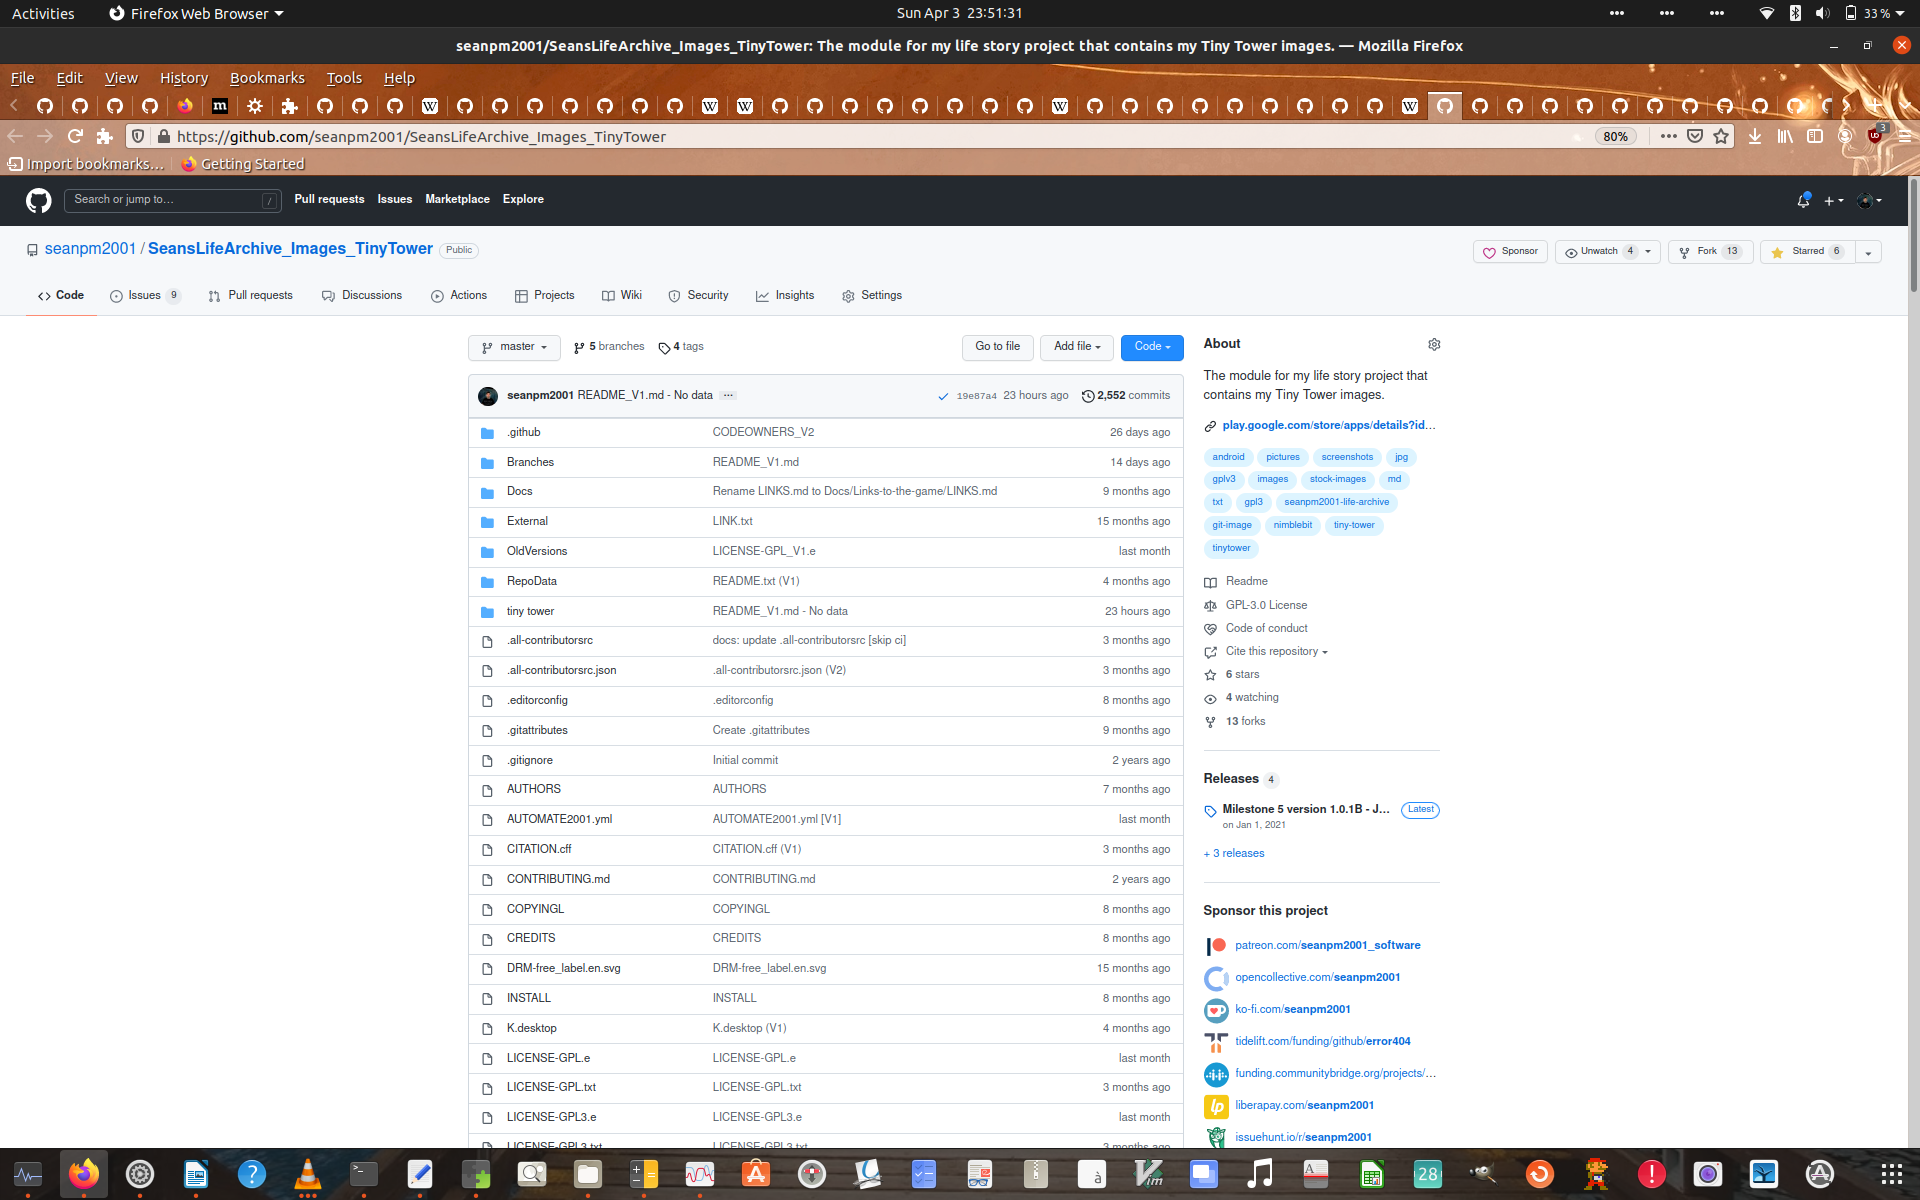 Activities
Firefox Web Browser
Sun Apr 3 23:51:31
33 %
seanpm2001/SeansLifeArchive_Images_TinyTower: The module for my life story project that contains my Tiny Tower images. — Mozilla Firefox
File Edit View History Bookmarks Tools Help
https://github.com/seanpm2001/SeansLifeArchive_Images_TinyTower
80%
3
Import bookmarks...
Getting Started
Search or jump to...
/
Pull requests Issues Marketplace Explore
seanpm2001 / SeansLifeArchive_Images_TinyTower Public
Sponsor
Unwatch 4
Fork 13
Starred 6
Code
Issues 9
Pull requests
Discussions
Actions
Projects
Wiki
Security
Insights
Settings
master
5 branches
4 tags
Go to file
Add file
Code
seanpm2001 README_V1.md - No data ...
19e87a4 23 hours ago
2,552 commits
.github CODEOWNERS_V2 26 days ago
Branches README_V1.md 14 days ago
Docs Rename LINKS.md to Docs/Links-to-the-game/LINKS.md 9 months ago
External LINK.txt 15 months ago
OldVersions LICENSE-GPL_V1.e last month
RepoData README.txt (V1) 4 months ago
tiny tower README_V1.md - No data 23 hours ago
.all-contributorsrc docs: update .all-contributorsrc [skip ci] 3 months ago
.all-contributorsrc.json .all-contributorsrc.json (V2) 3 months ago
.editorconfig .editorconfig 8 months ago
.gitattributes Create .gitattributes 9 months ago
.gitignore Initial commit 2 years ago
AUTHORS AUTHORS 7 months ago
AUTOMATE2001.yml AUTOMATE2001.yml [V1] last month
CITATION.cff CITATION.cff (V1) 3 months ago
CONTRIBUTING.md CONTRIBUTING.md 2 years ago
COPYINGL COPYINGL 8 months ago
CREDITS CREDITS 8 months ago
DRM-free_label.en.svg DRM-free_label.en.svg 15 months ago
INSTALL INSTALL 8 months ago
K.desktop K.desktop (V1) 4 months ago
LICENSE-GPL.e LICENSE-GPL.e last month
LICENSE-GPL.txt LICENSE-GPL.txt 3 months ago
LICENSE-GPL3.e LICENSE-GPL3.e last month
LICENSE-GPL3.txt LICENSE-GPL3.txt 3 months ago
About
The module for my life story project that
contains my Tiny Tower images.
play.google.com/store/apps/details?id...
android pictures screenshots jpg
gplv3 images stock-images md
txt gpl3 seanpm2001-life-archive
git-image nimblebit tiny-tower
tinytower
Readme
GPL-3.0 License
Code of conduct
Cite this repository
6 stars
4 watching
13 forks
Releases 4
Milestone 5 version 1.0.1B - J... Latest
on Jan 1, 2021
+ 3 releases
Sponsor this project
patreon.com/seanpm2001_software
opencollective.com/seanpm2001
ko-fi.com/seanpm2001
tidelift.com/funding/github/error404
funding.communitybridge.org/projects/...
liberapay.com/seanpm2001
issuehunt.io/r/seanpm2001
28